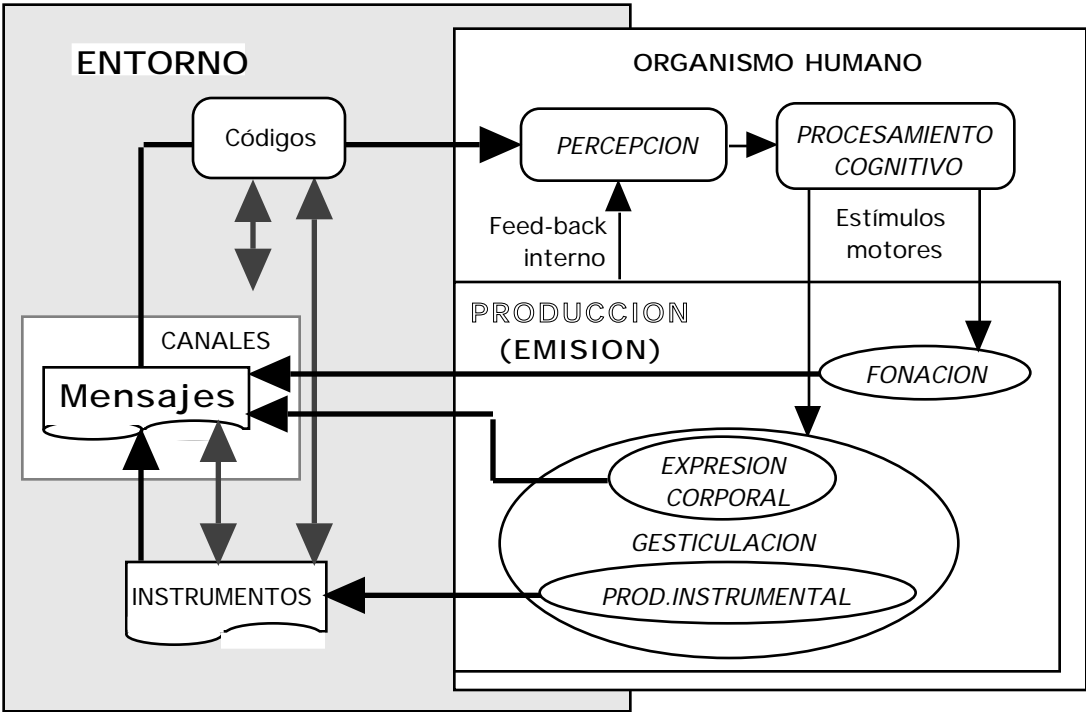 ENTORNO
ORGANISMO HUMANO
Códigos
PERCEPCION
PROCESAMIENTO
COGNITIVO
Feed-back
interno
Estímulos
motores
PRODUCCION
(EMISION)
CANALES
Mensajes
FONACION
EXPRESION
CORPORAL
GESTICULACION
INSTRUMENTOS
PROD.INSTRUMENTAL